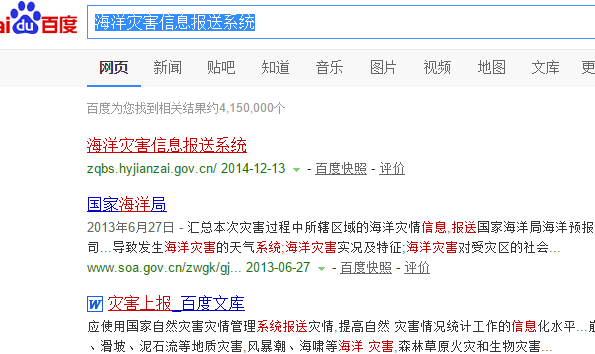 ai du 百度
海洋灾害信息报送系统
网页 新闻 贴吧 知道 音乐 图片 视频 地图 文库 更
百度为您找到相关结果约4,150,000个
海洋灾害信息报送系统
zqbs.hyjianzai.gov.cn/ 2014-12-13 - 百度快照 - 评价
国家海洋局
2013年6月27日 - 汇总本次灾害过程中所辖区域的海洋灾情信息,报送国家海洋局海洋预报
司...导致发生海洋灾害的天气系统;海洋灾害实况及特征;海洋灾害对受灾区的社会...
www.soa.gov.cn/zwgk/gj... 2013-06-27 - 百度快照 - 评价
W 灾害上报_百度文库
应使用国家自然灾害灾情管理系统报送灾情,提高自然 灾害情况统计工作的信息化水平...崩
、滑坡、泥石流等地质灾害,风暴潮、海啸等海洋 灾害,森林草原火灾和生物灾害...